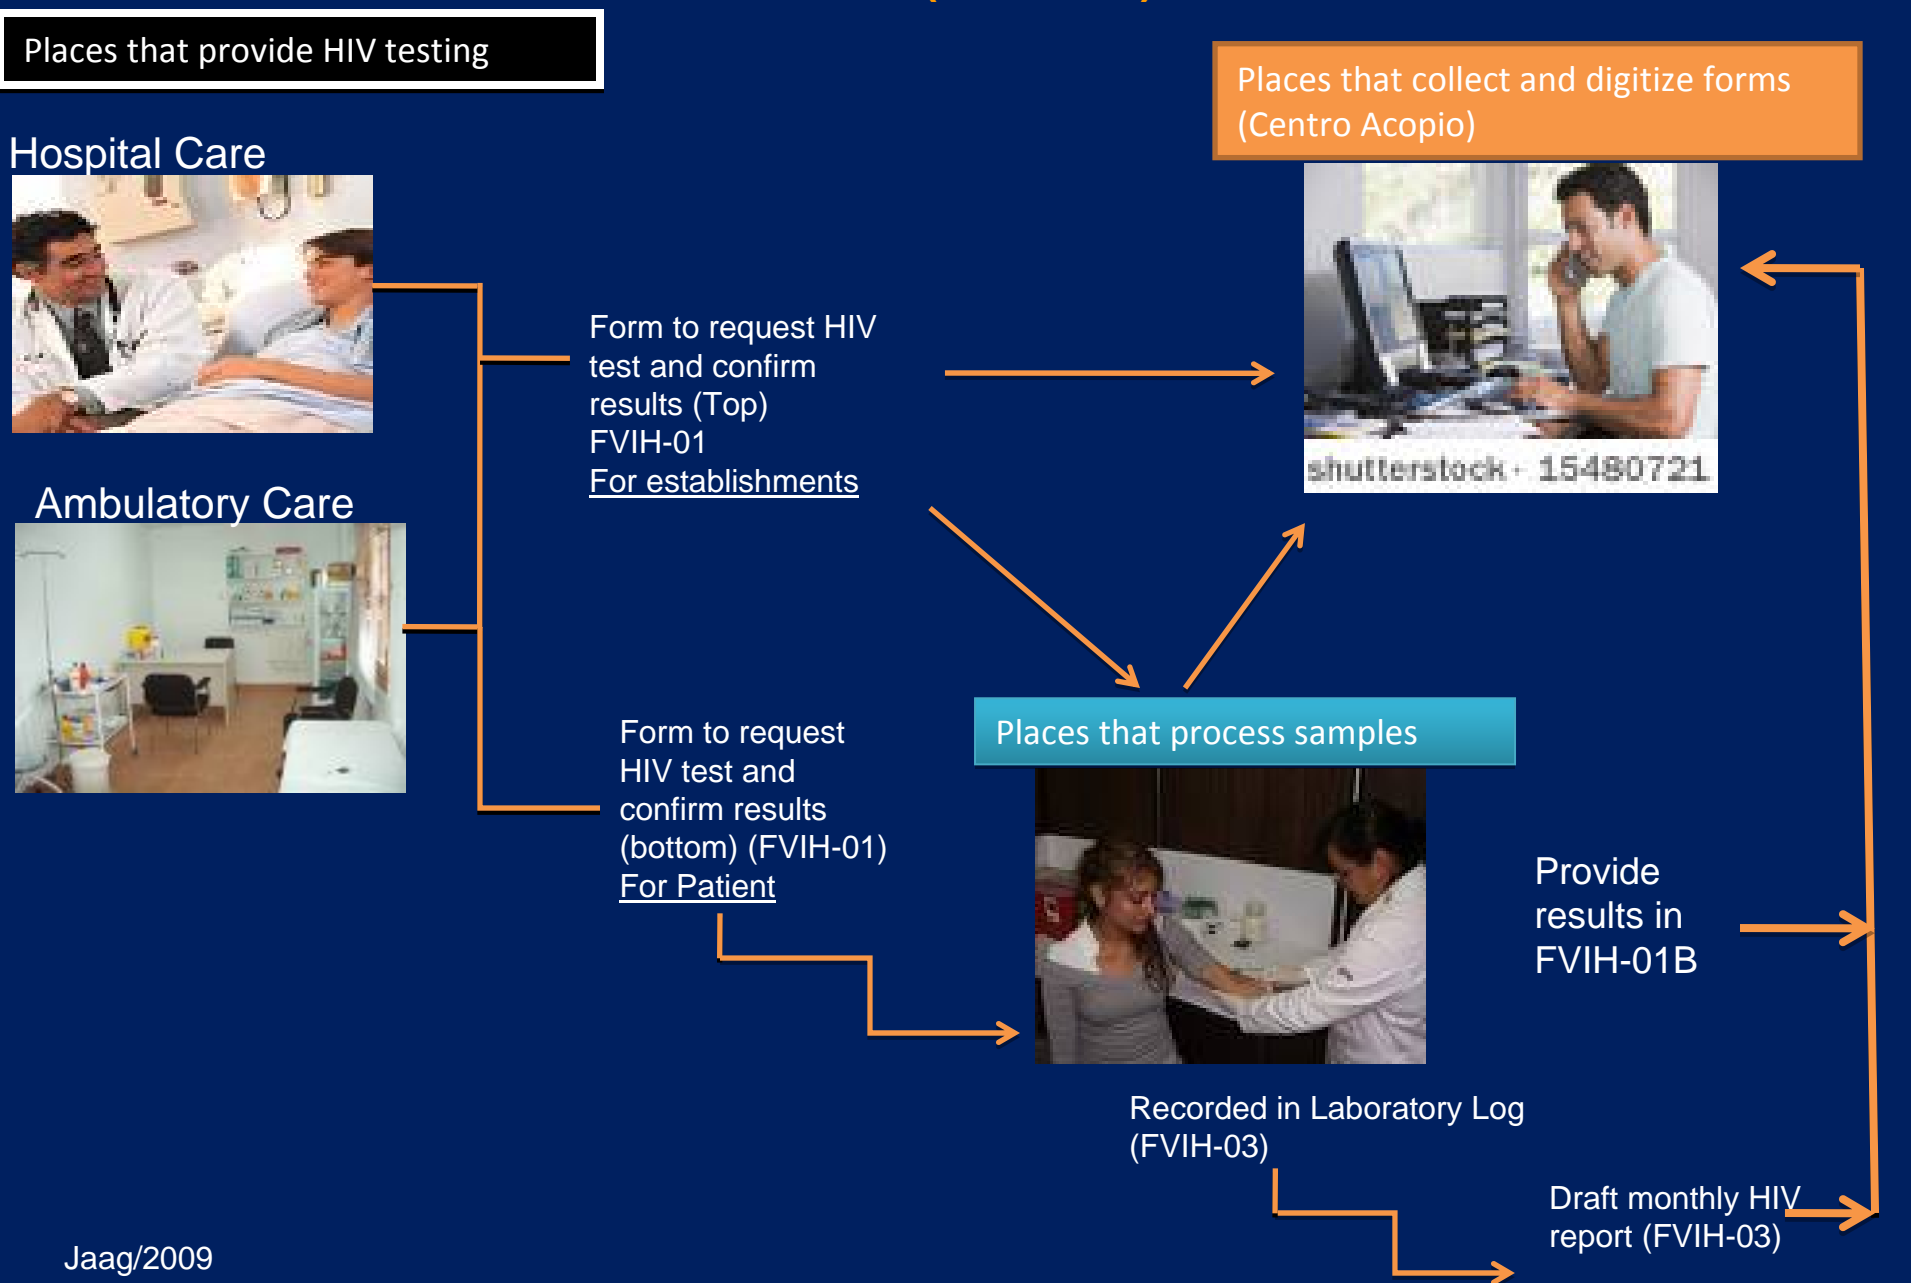 Places that provide HIV testing
Places that collect and digitize forms
(Centro Acopio)
Hospital Care
Form to request HIV
test and confirm
results (Top)
FVIH-01
For establishments
shutterstock · 15480721
Ambulatory Care
Form to request
HIV test and
confirm results
(bottom) (FVIH-01)
For Patient
Places that process samples
Provide
results in
FVIH-01B
Recorded in Laboratory Log
(FVIH-03)
Draft monthly HIV
report (FVIH-03)
Jaag/2009